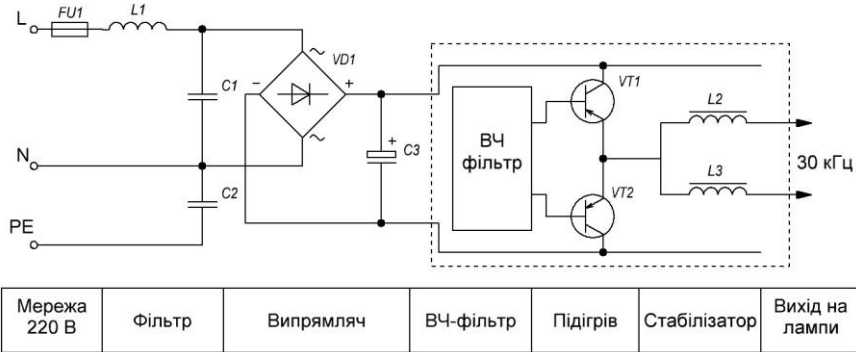 L
FU1
L1
VD1
C1
C3
N
C2
PE
ВЧ
фільтр
VT1
VT2
L2
L3
30 кГц
Мережа
220 В
Фільтр
Випрямляч
ВЧ-фільтр
Підігрів
Стабілізатор
Вихід на
лампи